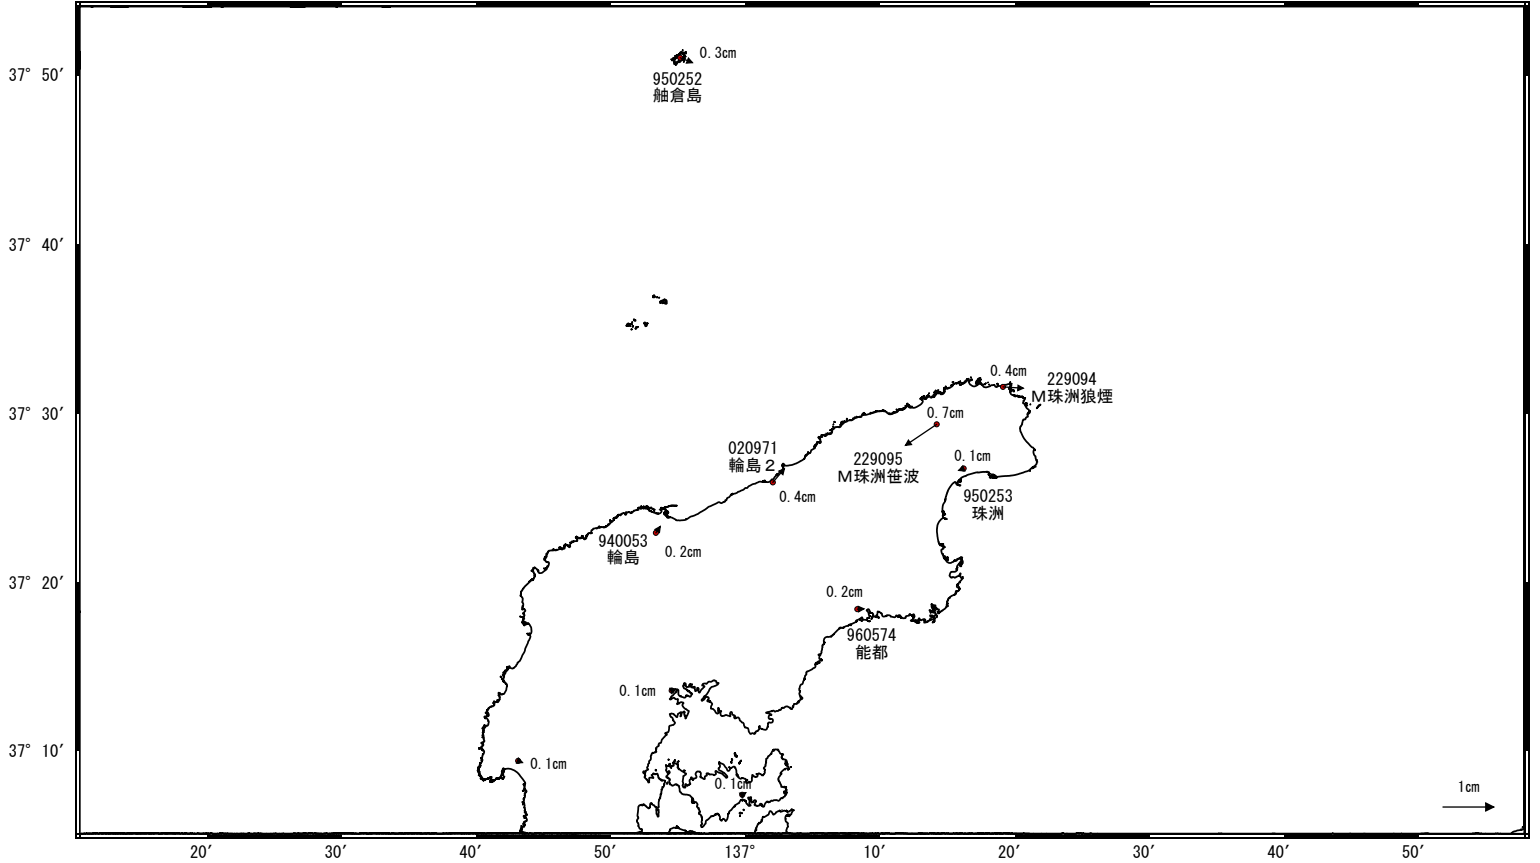 0.3cm
37° 50′
950252
舳倉島
37° 40′
0.4cm
229094
M珠洲狼煙
37° 30′
0.7cm
020971
輪島2
229095
M珠洲笹波
0.1cm
950253
珠洲
0.4cm
940053
輪島
0.2cm
37° 20′
0.2cm
960574
能都
0.1cm
37° 10′
0.1cm
0.1cm
1cm
20′ 30′ 40′ 50′ 137° 10′ 20′ 30′ 40′ 50′